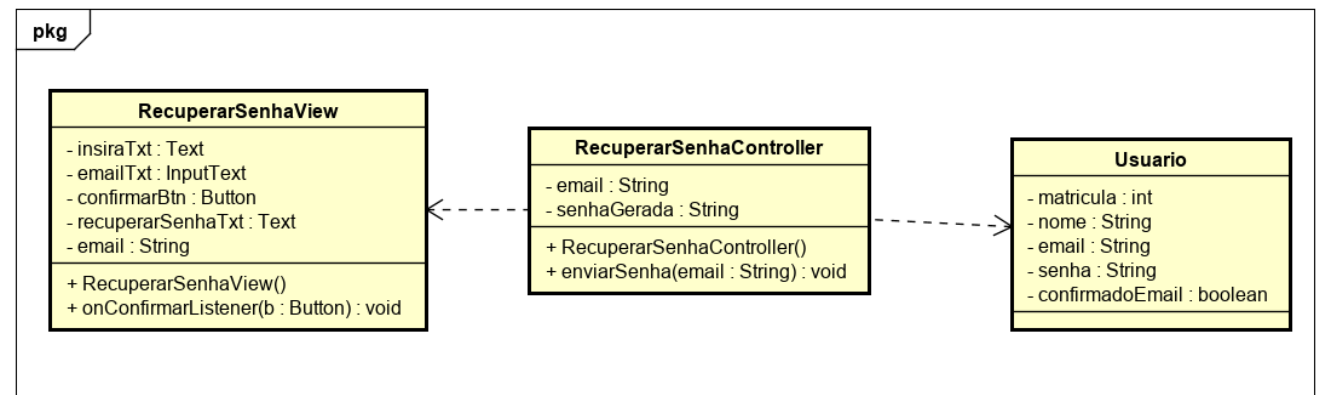 pkg
RecuperarSenhaView
- insiraTxt : Text
- emailTxt : InputText
- confirmarBtn : Button
- recuperarSenhaTxt : Text
- email : String
+ RecuperarSenhaView()
+ onConfirmarListener(b : Button) : void
RecuperarSenhaController
- email : String
- senhaGerada : String
+ RecuperarSenhaController()
+ enviarSenha(email : String) : void
Usuario
- matricula : int
- nome : String
- email : String
- senha : String
- confirmadoEmail : boolean